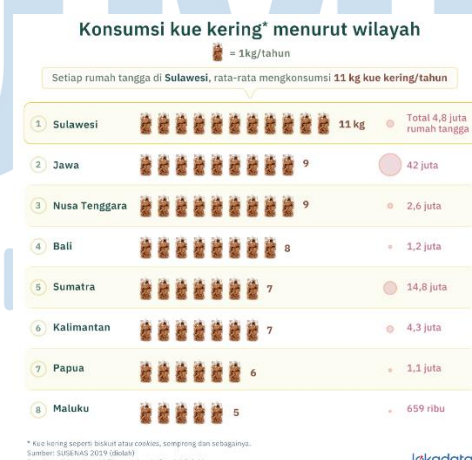 Konsumsi kue kering* menurut wilayah
= 1kg/tahun
Setiap rumah tangga di Sulawesi, rata-rata mengkonsumsi 11 kg kue kering/tahun
1 Sulawesi 11 kg Total 4,8 juta rumah tangga
2 Jawa 9 42 juta
3 Nusa Tenggara 9 2,6 juta
4 Bali 8 1,2 juta
5 Sumatra 7 14,8 juta
6 Kalimantan 7 4,3 juta
7 Papua 6 1,1 juta
8 Maluku 5 659 ribu
* Kue kering seperti biskuit atau cookies, semprong dan sebagainya.
Sumber: SUSENAS 2019 (diolah)
lokadata